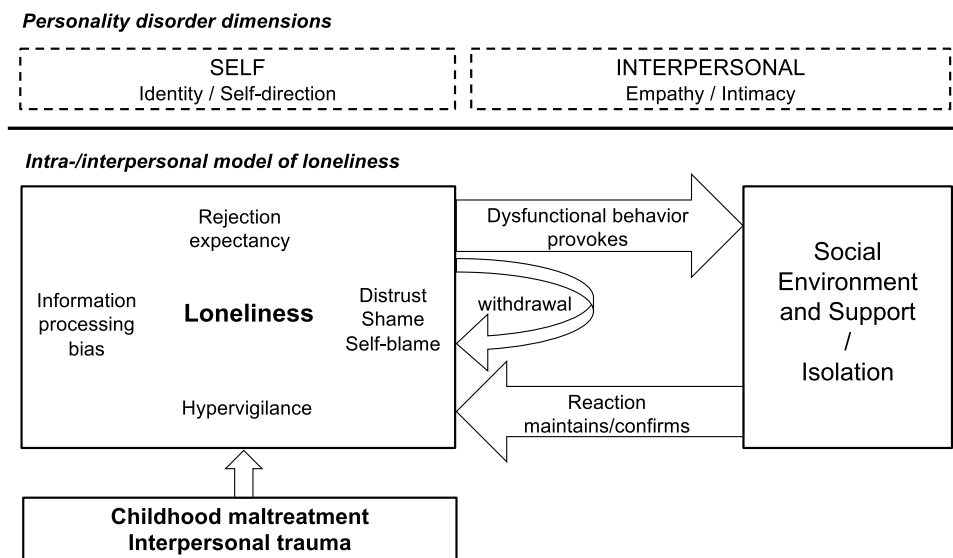 Personality disorder dimensions
SELF
Identity / Self-direction
INTERPERSONAL
Empathy / Intimacy
Intra-/interpersonal model of loneliness
Rejection
expectancy
Information
processing
bias
Loneliness
Distrust
Shame
Self-blame
Hypervigilance
Dysfunctional behavior
provokes
withdrawal
Reaction
maintains/confirms
Social
Environment
and Support
/
Isolation
Childhood maltreatment
Interpersonal trauma